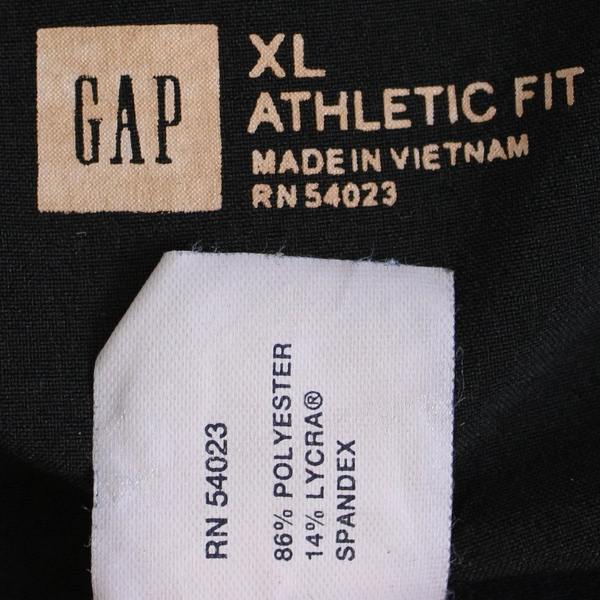 GAP
XL
ATHLETIC FIT
MADE IN VIETNAM
RN 54023
RN 54023
86% POLYESTER
14% LYCRA®
SPANDEX